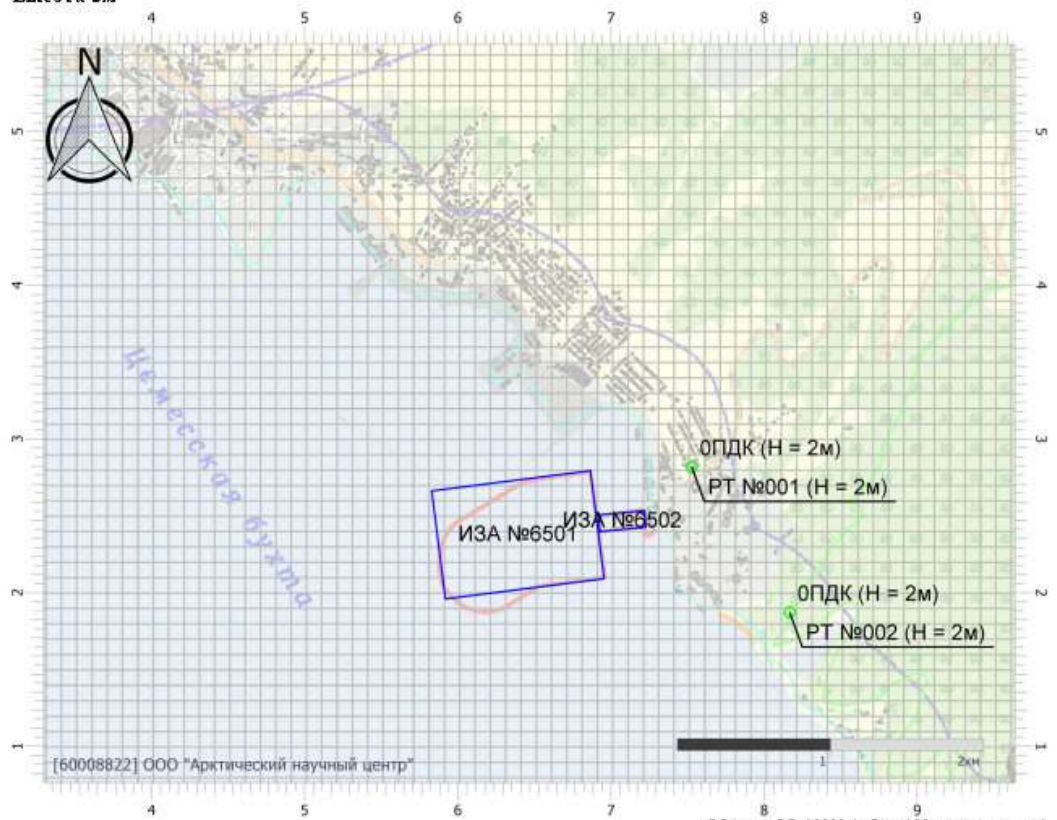 4 5 6 7 8 9
N
5 5
4 4
Цемесская бухта
3 3
0ПДК (H = 2м)
РТ №001 (H = 2м)
ИЗА №6502
ИЗА №6501
0ПДК (H = 2м)
2 2
РТ №002 (H = 2м)
1 1
[60008822] ООО "Арктический научный центр"
1 2км
4 5 6 7 8 9